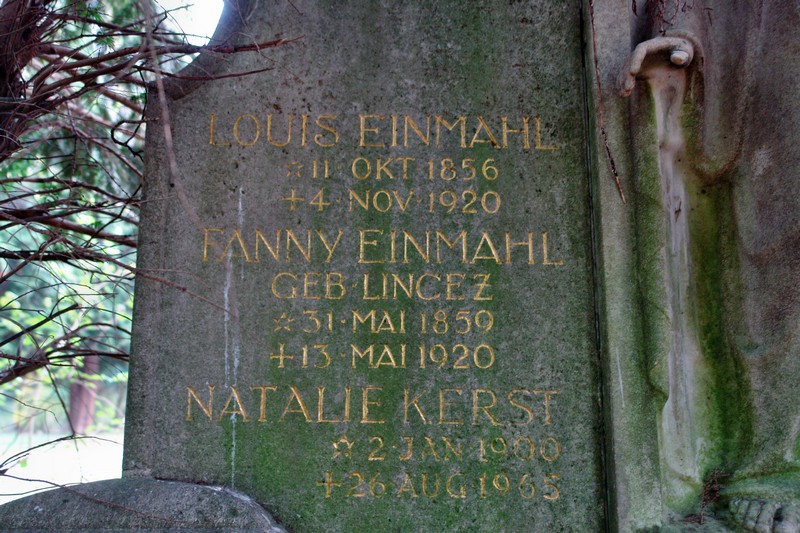 LOUIS EINMAHL
☆ 11 · OKT · 1856
+ 4 · NOV · 1920
FANNY EINMAHL
GEB · LINCEZ
☆ 31 · MAI 1859
+ 13 · MAI 1920
NATALIE KERST
☆ 2 JAN 1900
+ 26 AUG 1965